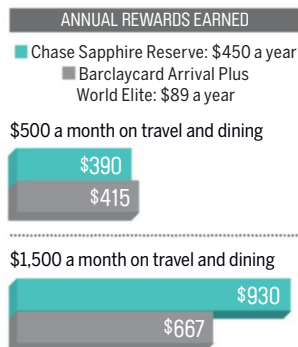 ANNUAL REWARDS EARNED
Chase Sapphire Reserve: $450 a year
Barclaycard Arrival Plus
World Elite: $89 a year
$500 a month on travel and dining
$390
$415
$1,500 a month on travel and dining
$930
$667